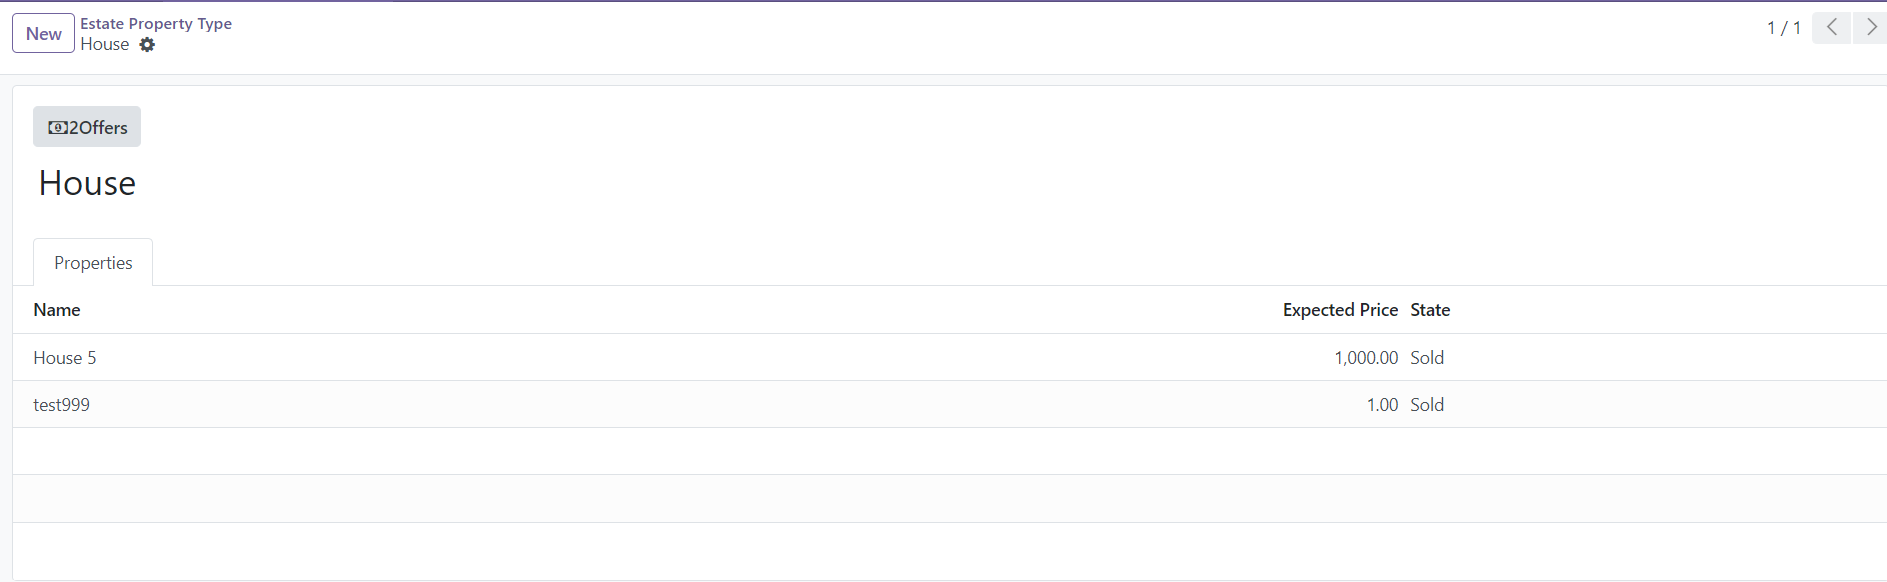 New
Estate Property Type
House
1 / 1
2Offers
House
Properties
Name Expected Price State
House 5 1,000.00 Sold
test999 1.00 Sold